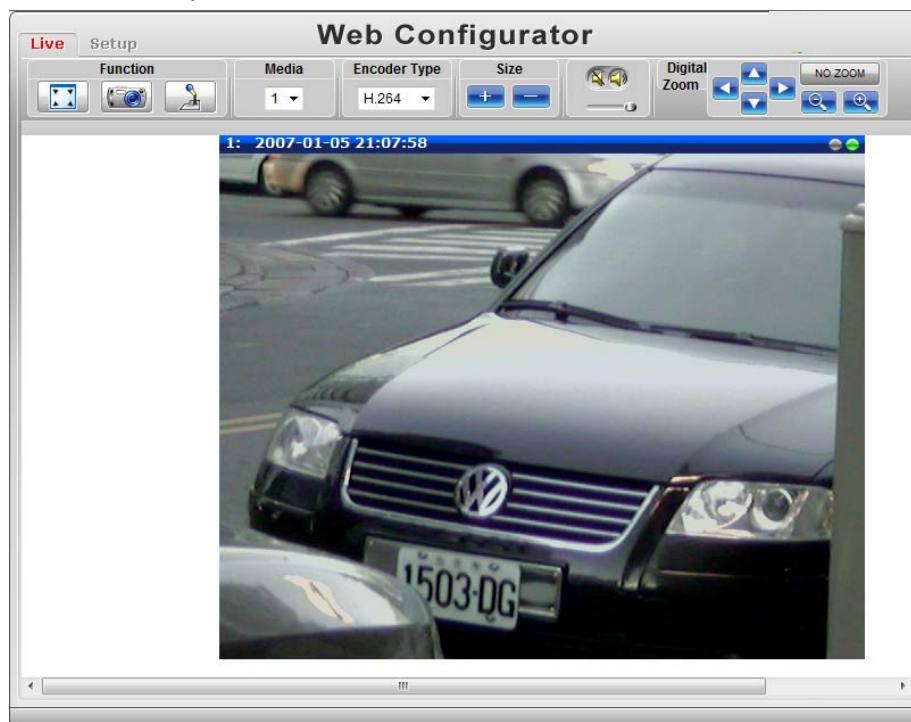 Web Configurator
Live Setup
Function Media Encoder Type Size Digital Zoom
1 H.264 NO ZOOM
1: 2007-01-05 21:07:58
1503-DG